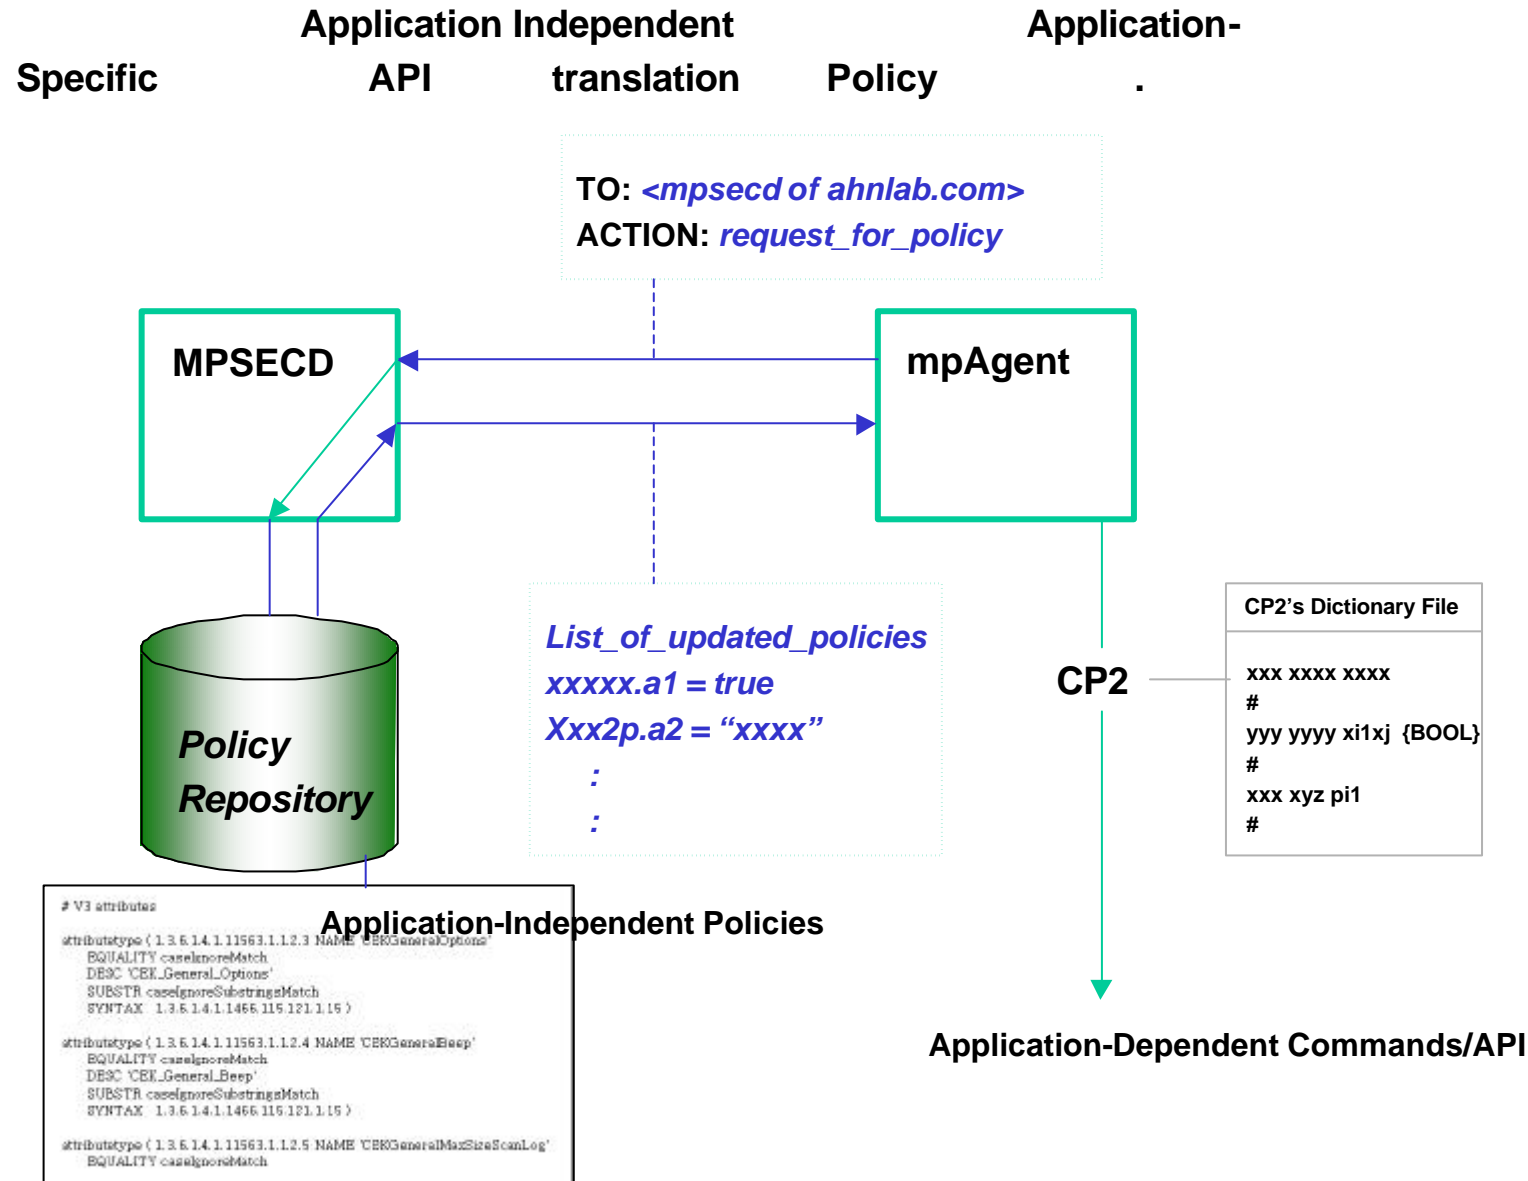 Application Independent Application-
Specific API translation Policy .
TO: <mpsecd of ahnlab.com>
ACTION: request_for_policy
MPSECD
mpAgent
List_of_updated_policies
xxxxx.a1 = true
Xxx2p.a2 = “xxxx”
:
:
CP2
CP2’s Dictionary File
xxx xxxx xxxx
#
yyy yyyy xi1xj {BOOL}
#
xxx xyz pi1
#
Policy
Repository
Application-Independent Policies
# V3 attributes
attributetype ( 1.3.6.1.4.1.11563.1.1.2.3 NAME 'CEKGeneralOptions'
EQUALITY caseIgnoreMatch
DESC 'CEK_General_Options'
SUBSTR caseIgnoreSubstringsMatch
SYNTAX 1.3.6.1.4.1.1466.115.121.1.15 )
attributetype ( 1.3.6.1.4.1.11563.1.1.2.4 NAME 'CEKGeneralBeep'
EQUALITY caseIgnoreMatch
DESC 'CEK_General_Beep'
SUBSTR caseIgnoreSubstringsMatch
SYNTAX 1.3.6.1.4.1.1466.115.121.1.15 )
attributetype ( 1.3.6.1.4.1.11563.1.1.2.5 NAME 'CEKGeneralMaxSizeScanLog'
EQUALITY caseIgnoreMatch
Application-Dependent Commands/API